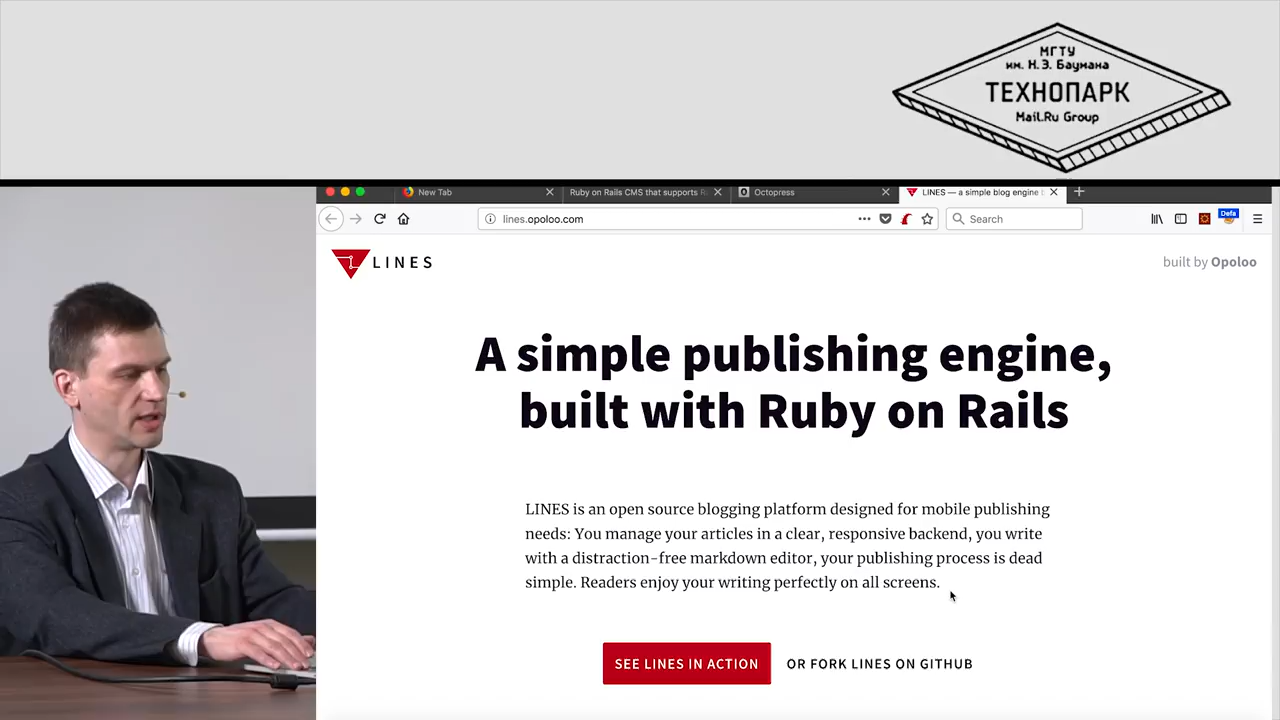 МГТУ
им. Н.Э. Баумана
ТЕХНОПАРК
Mail.Ru Group
New Tab
Ruby on Rails CMS that supports R
Octopress
LINES — a simple blog engine b
lines.opoloo.com
Search
Defa
LINES
built by Opoloo
A simple publishing engine,
built with Ruby on Rails
LINES is an open source blogging platform designed for mobile publishing
needs: You manage your articles in a clear, responsive backend, you write
with a distraction-free markdown editor, your publishing process is dead
simple. Readers enjoy your writing perfectly on all screens.
SEE LINES IN ACTION
OR FORK LINES ON GITHUB